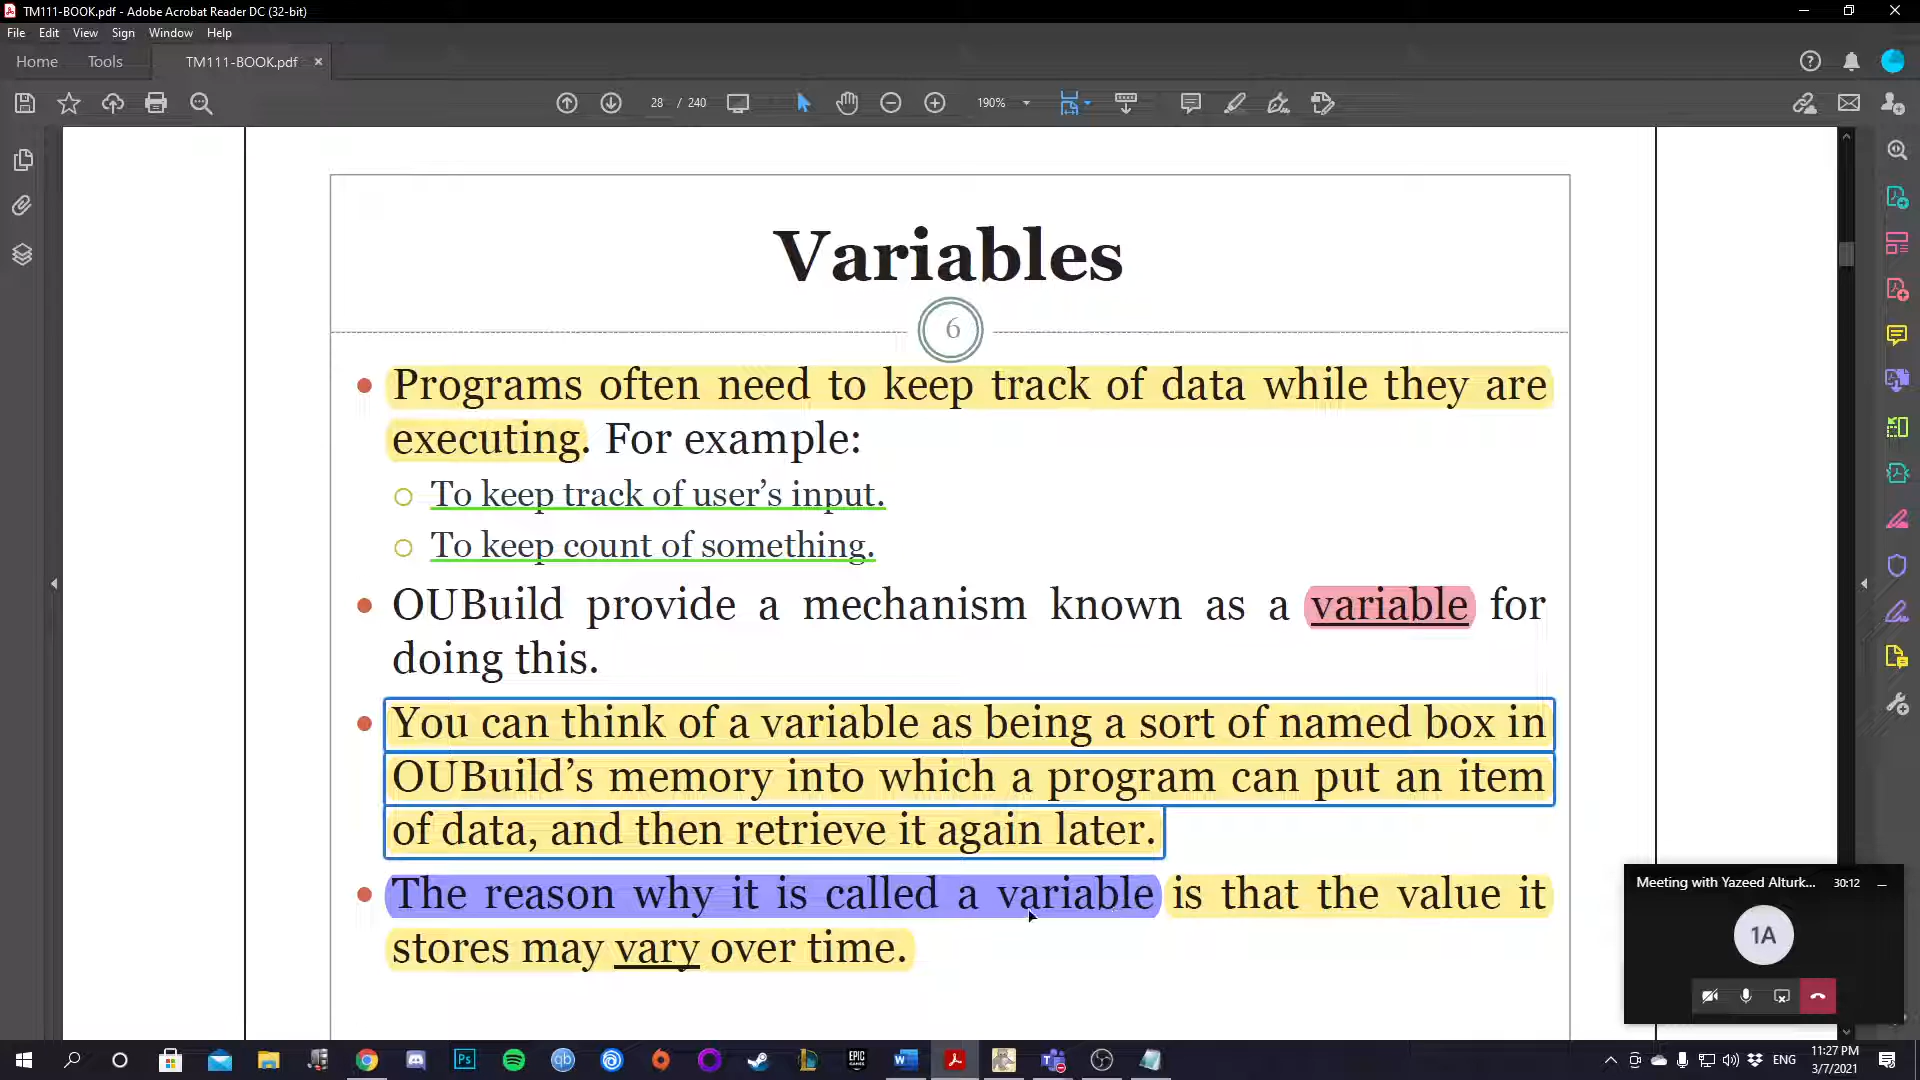 TM111-BOOK.pdf - Adobe Acrobat Reader DC (32-bit)
File Edit View Sign Window Help
Home Tools TM111-BOOK.pdf
28 / 240 190%
Variables
6
Programs often need to keep track of data while they are
executing. For example:
To keep track of user’s input.
To keep count of something.
OUBuild provide a mechanism known as a variable for
doing this.
You can think of a variable as being a sort of named box in
OUBuild’s memory into which a program can put an item
of data, and then retrieve it again later.
The reason why it is called a variable is that the value it
stores may vary over time.
Meeting with Yazeed Alturk... 30:12
1A
Ps qb EPIC GAMES ENG
11:27 PM
3/7/2021